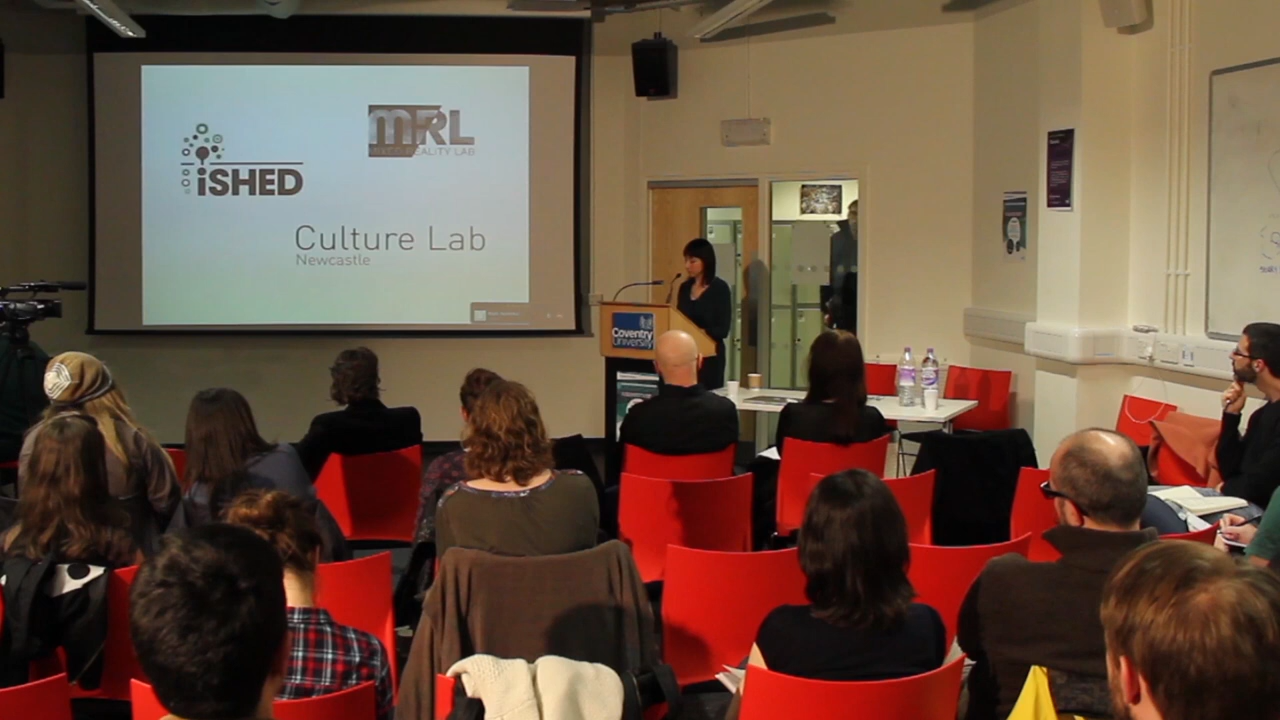 MRL
MIXED REALITY LAB
iSHED
Culture Lab
Newcastle
Coventry
University